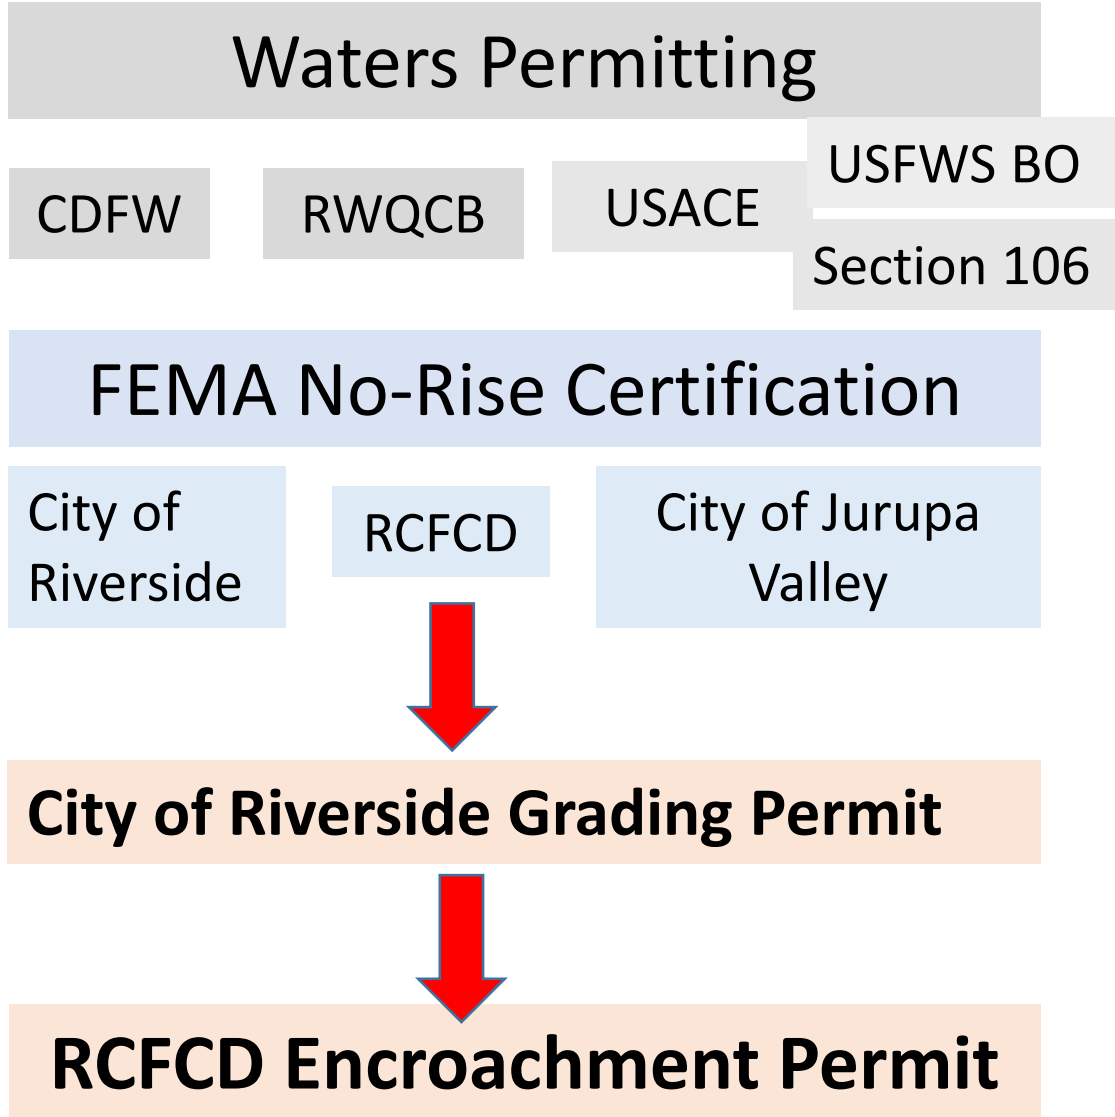 Waters Permitting
CDFW
RWQCB
USACE
USFWS BO
Section 106
FEMA No-Rise Certification
City of
Riverside
RCFCD
City of Jurupa
Valley
City of Riverside Grading Permit
RCFCD Encroachment Permit